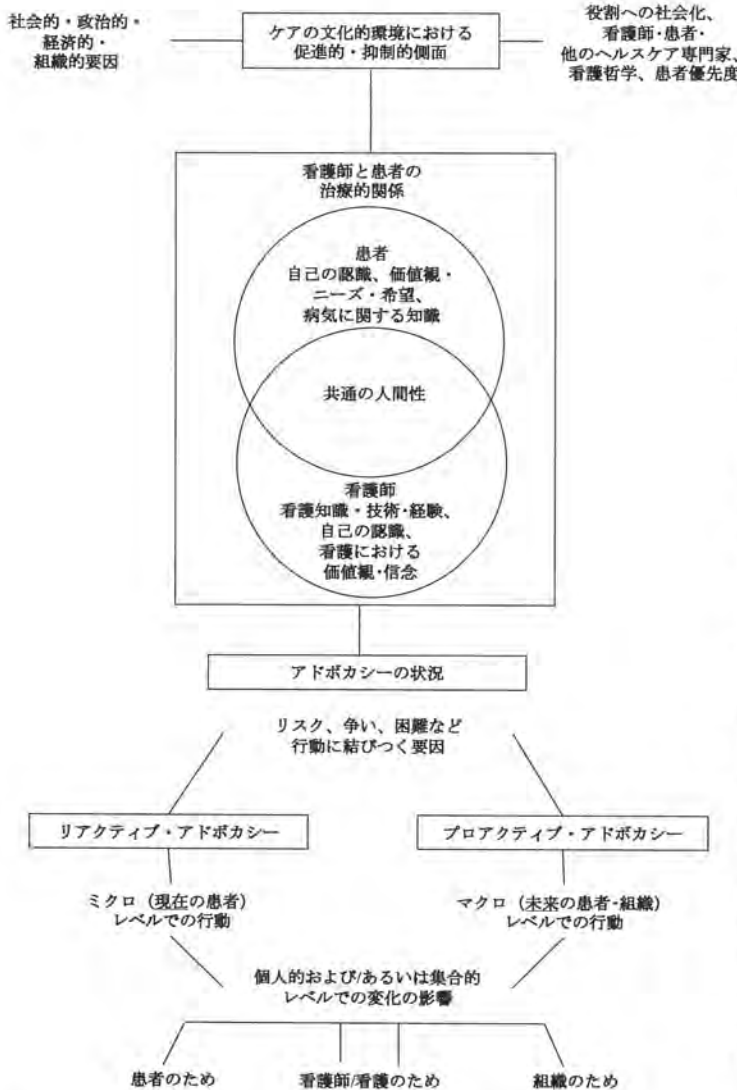 社会的・政治的・
経済的・
組織的要因
ケアの文化的環境における
促進的・抑制的側面
役割への社会化、
看護師・患者・
他のヘルスケア専門家、
看護哲学、患者優先度
看護師と患者の
治療的関係
患者
自己の認識、価値観・
ニーズ・希望、
病気に関する知識
共通の人間性
看護師
看護知識・技術・経験、
自己の認識、
看護における
価値観・信念
アドボカシーの状況
リスク、争い、困難など
行動に結びつく要因
リアクティブ・アドボカシー
プロアクティブ・アドボカシー
ミクロ（現在の患者）
レベルでの行動
マクロ（未来の患者・組織）
レベルでの行動
個人的および/あるいは集合的
レベルでの変化の影響
患者のため
看護師/看護のため
組織のため